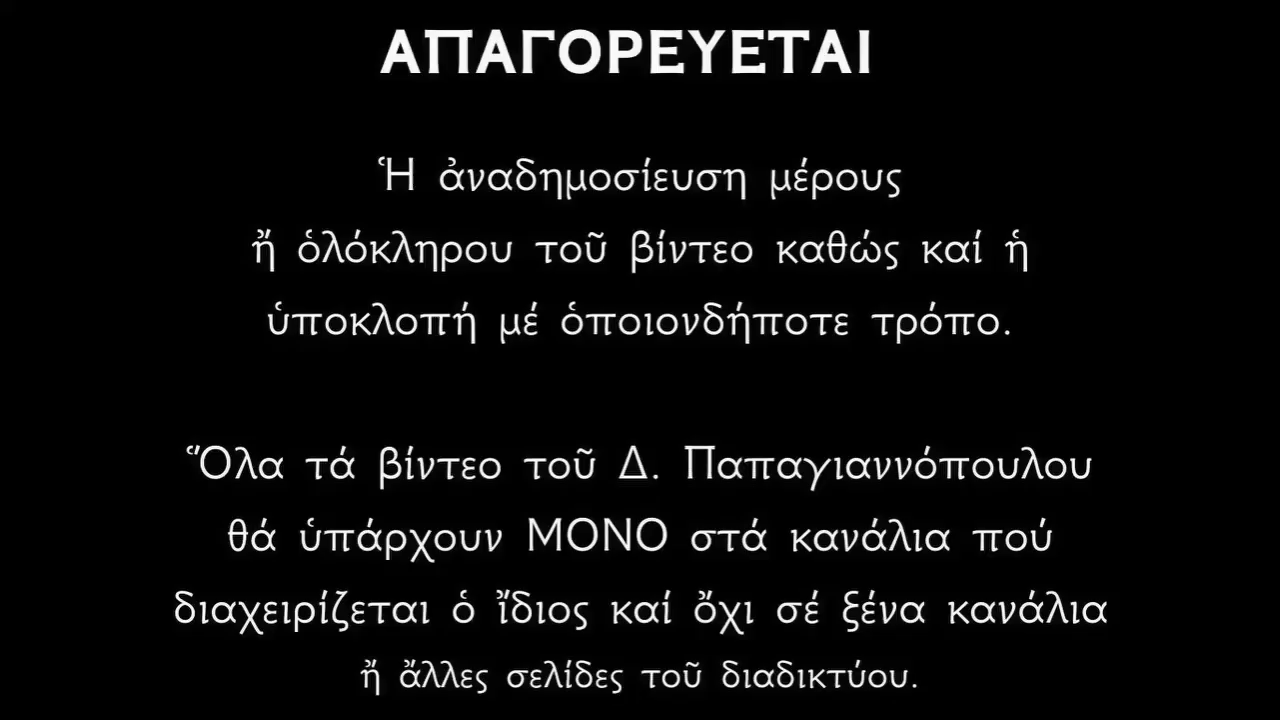 ΑΠΑΓΟΡΕΥΕΤΑΙ
Ἡ ἀναδημοσίευση μέρους
ἤ ὁλόκληρου τοῦ βίντεο καθώς καί ἡ
ὑποκλοπή μέ ὁποιονδήποτε τρόπο.
Ὅλα τά βίντεο τοῦ Δ. Παπαγιαννόπουλου
θά ὑπάρχουν ΜΟΝΟ στά κανάλια πού
διαχειρίζεται ὁ ἴδιος καί ὄχι σέ ξένα κανάλια
ἤ ἄλλες σελίδες τοῦ διαδικτύου.